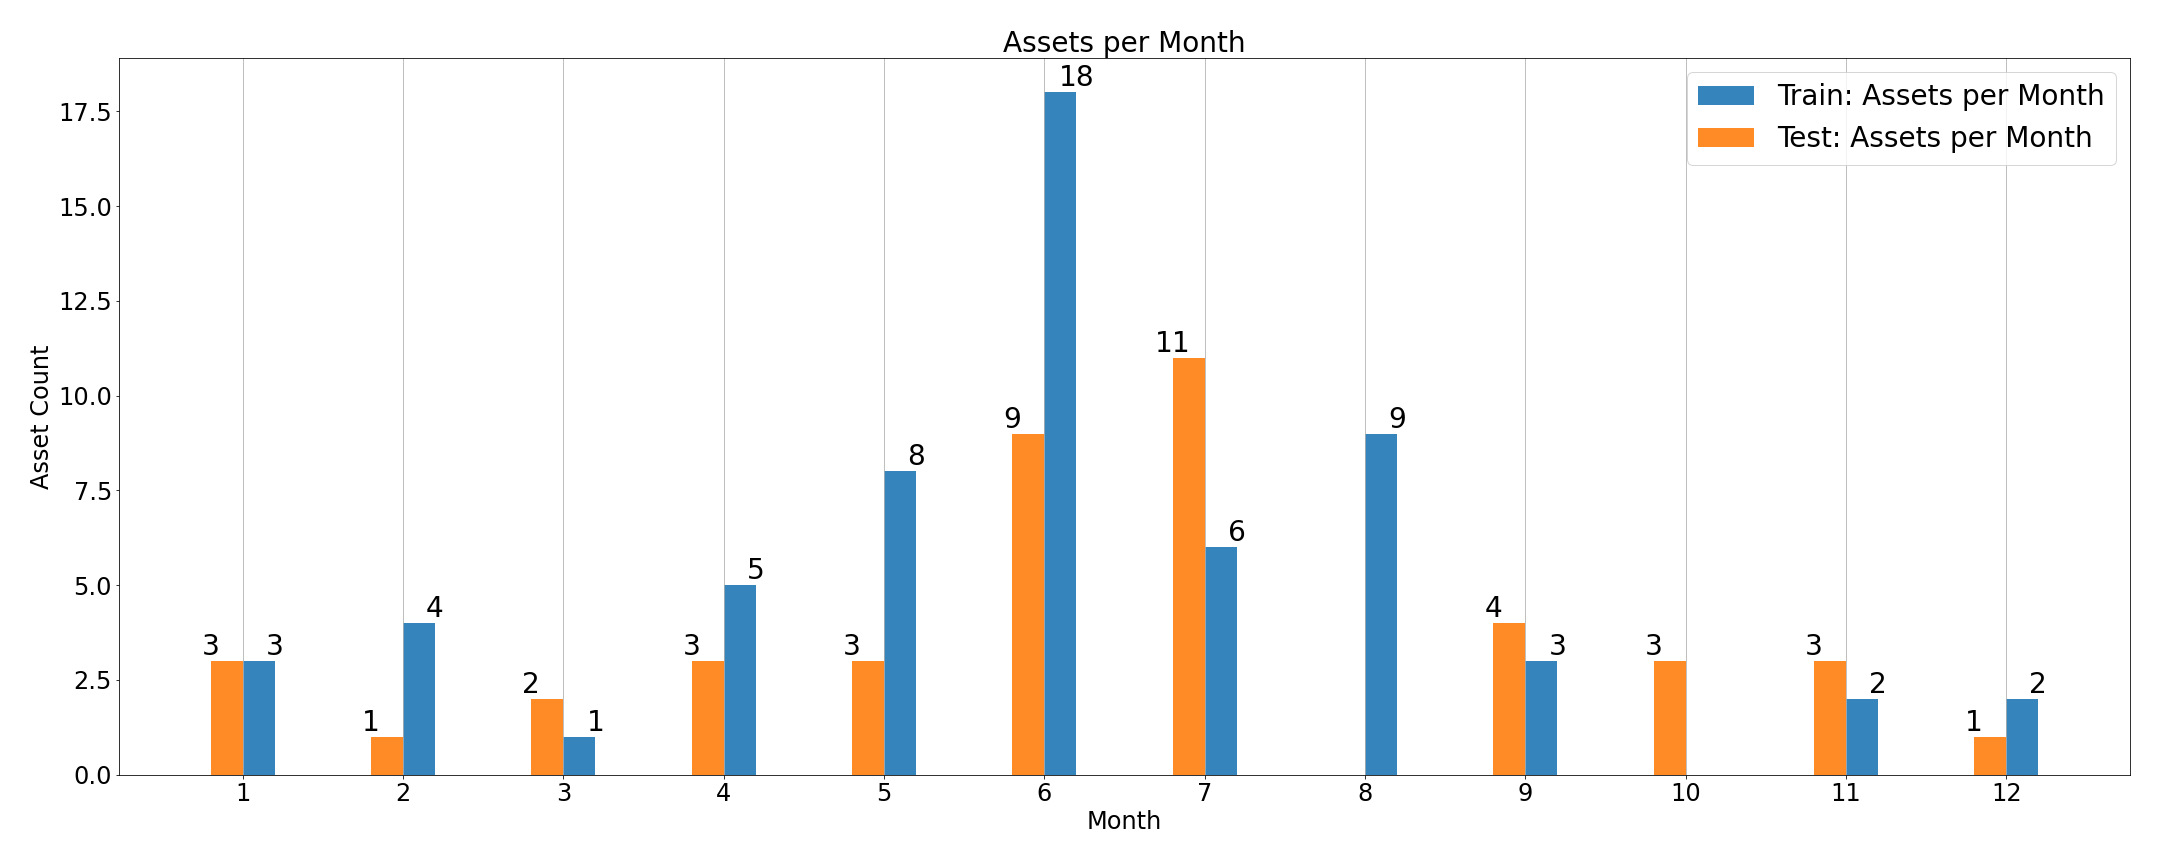 Assets per Month
Train: Assets per Month
Test: Assets per Month
Asset Count
17.5
15.0
12.5
10.0
7.5
5.0
2.5
0.0
3 3 1 4 2 1 3 5 3 8 9 18 11 6 9 4 3 3 3 2 1 2
1 2 3 4 5 6 7 8 9 10 11 12
Month